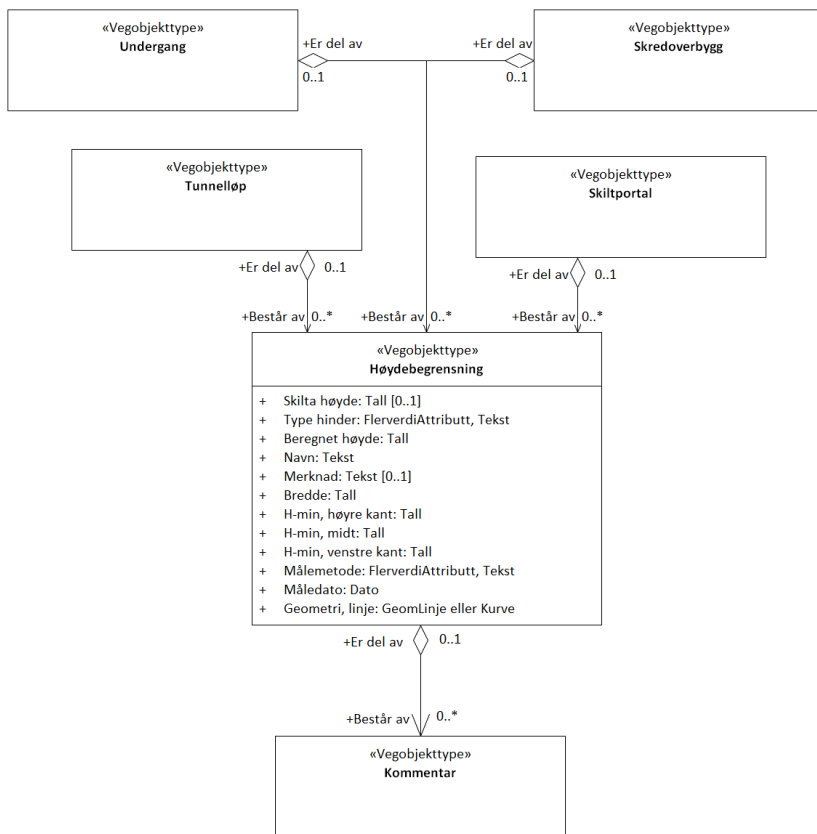 «Vegobjekttype»
Undergang
+Er del av
0..1
+Er del av
0..1
«Vegobjekttype»
Skredoverbygg
«Vegobjekttype»
Tunnelløp
«Vegobjekttype»
Skiltportal
+Er del av 0..1
+Er del av 0..1
+Består av 0..*
+Består av 0..*
+Består av 0..*
«Vegobjekttype»
Høydebegrensning
+ Skilta høyde: Tall [0..1]
+ Type hinder: FlerverdiAttributt, Tekst
+ Beregnet høyde: Tall
+ Navn: Tekst
+ Merknad: Tekst [0..1]
+ Bredde: Tall
+ H-min, høyre kant: Tall
+ H-min, midt: Tall
+ H-min, venstre kant: Tall
+ Målemetode: FlerverdiAttributt, Tekst
+ Måledato: Dato
+ Geometri, linje: GeomLinje eller Kurve
+Er del av 0..1
+Består av 0..*
«Vegobjekttype»
Kommentar